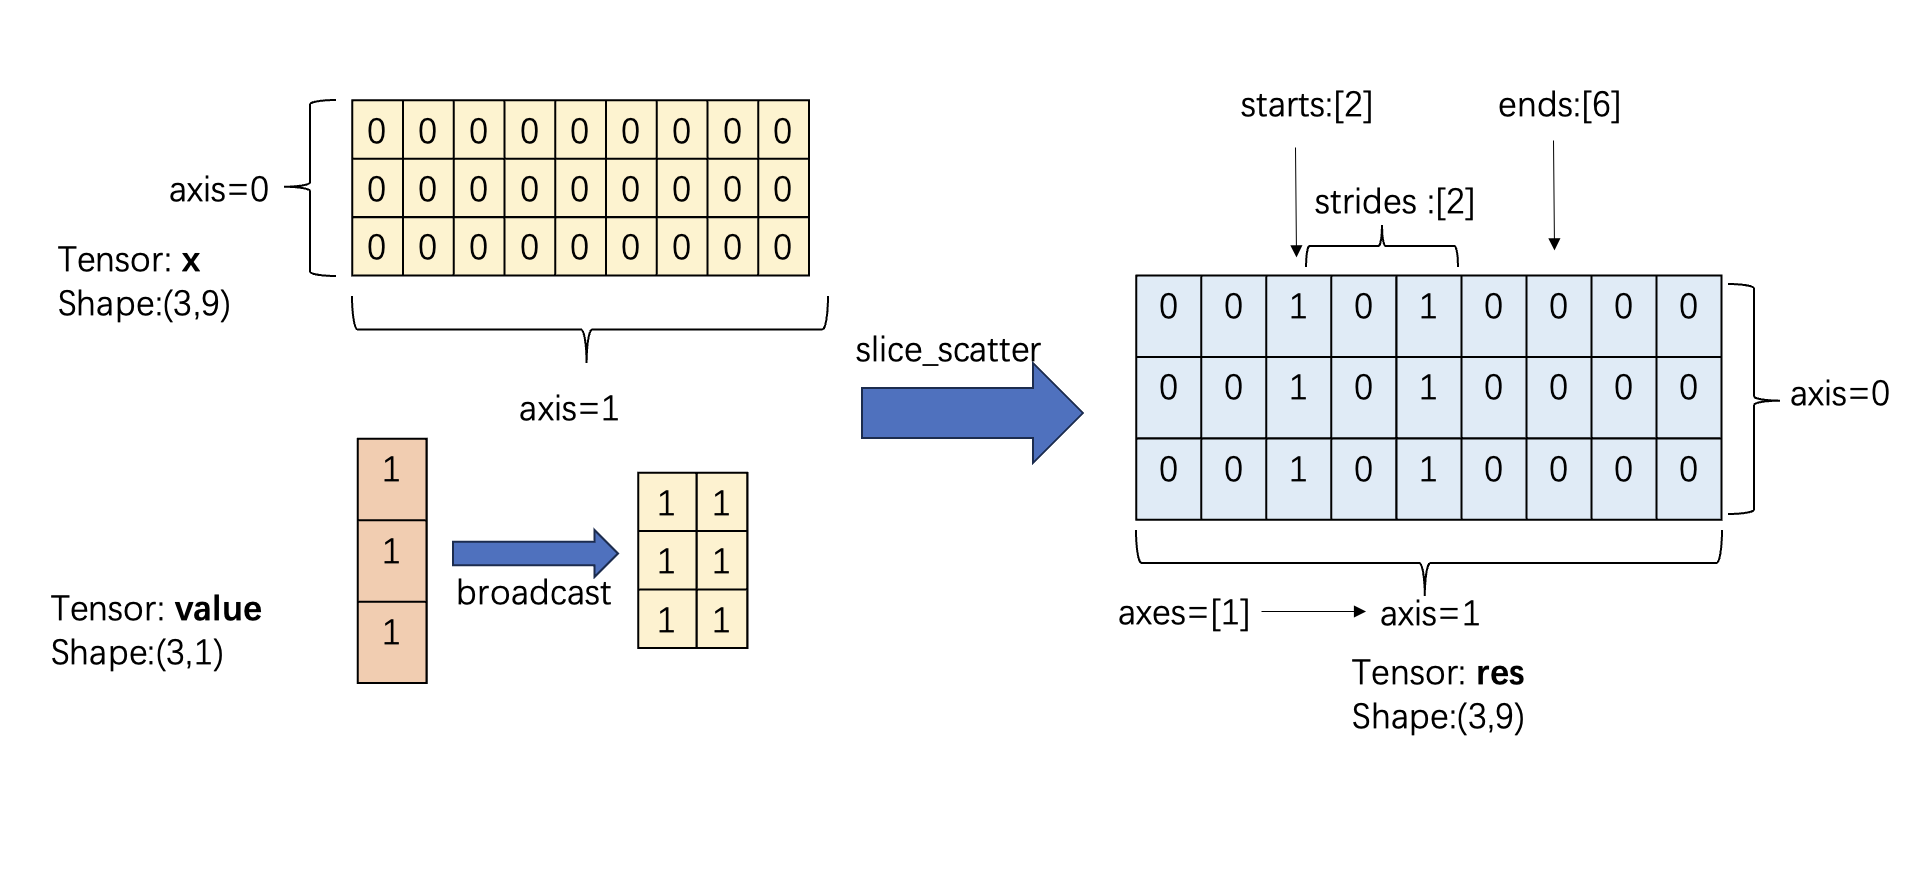 0 0 0 0 0 0 0 0 0
0 0 0 0 0 0 0 0 0
0 0 0 0 0 0 0 0 0
axis=0
Tensor: x
Shape:(3,9)
axis=1
1
1
1
broadcast
1 1
1 1
1 1
Tensor: value
Shape:(3,1)
slice_scatter
starts:[2]
ends:[6]
strides :[2]
0 0 1 0 1 0 0 0 0
0 0 1 0 1 0 0 0 0
0 0 1 0 1 0 0 0 0
axis=0
axes=[1]
axis=1
Tensor: res
Shape:(3,9)